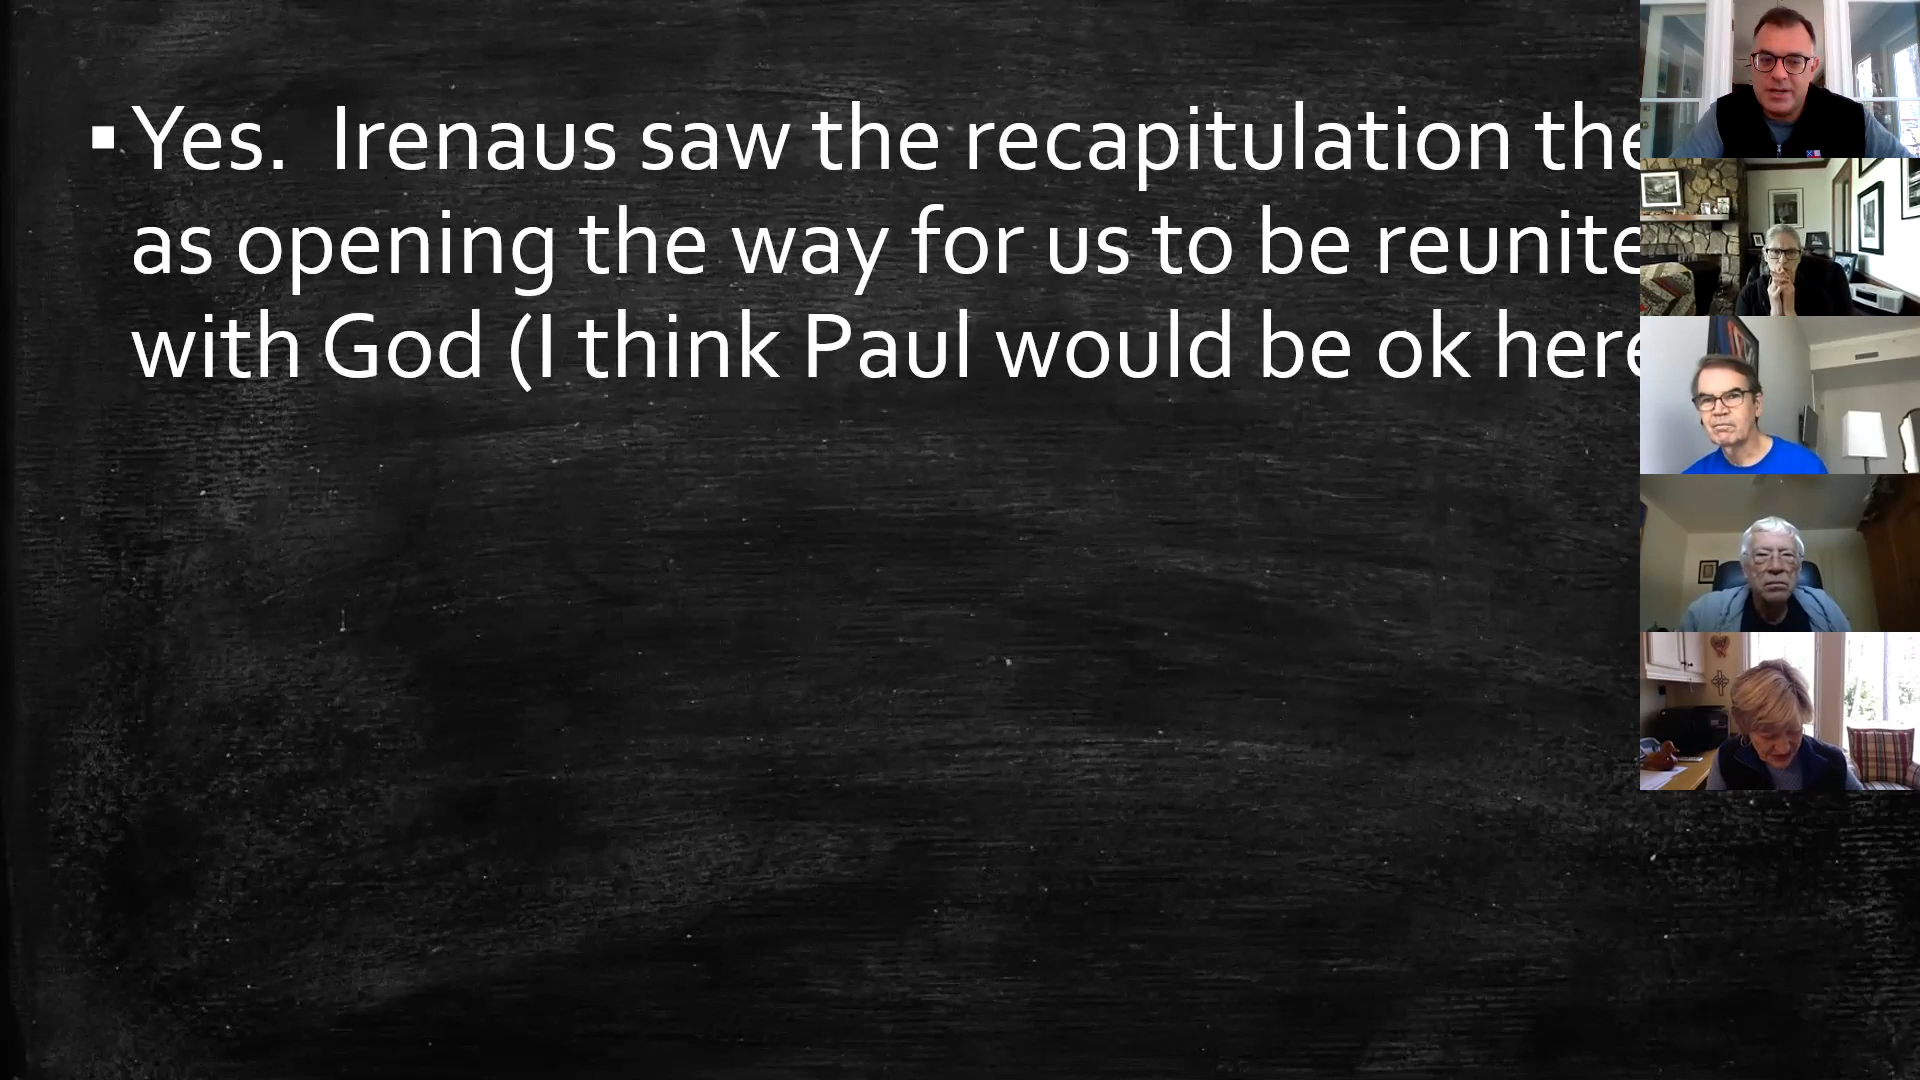 ▪ Yes.  Irenaus saw the recapitulation the
as opening the way for us to be reunite
with God (I think Paul would be ok here